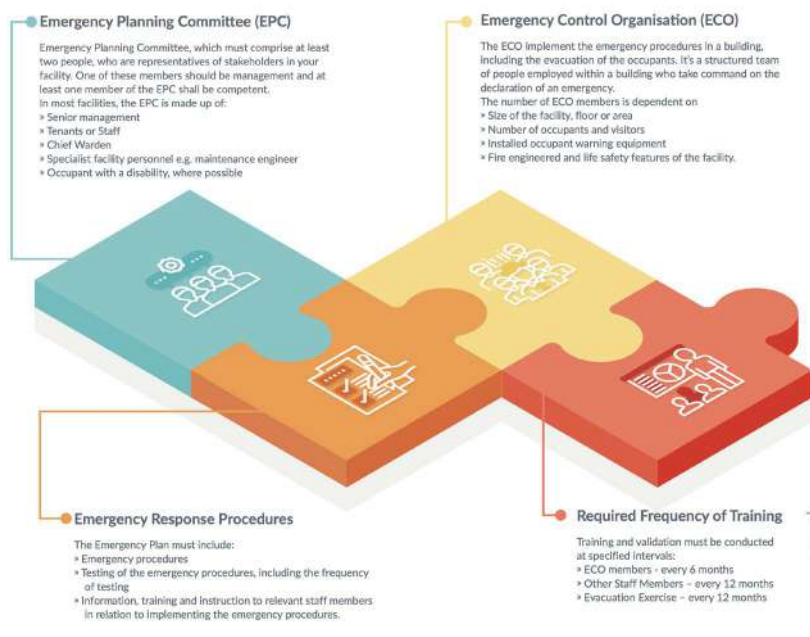 Emergency Planning Committee (EPC)
Emergency Planning Committee, which must comprise at least
two people, who are representatives of stakeholders in your
facility. One of these members should be management and at
least one member of the EPC shall be competent.
In most facilities, the EPC is made up of:
» Senior management
» Tenants or Staff
» Chief Warden
» Specialist facility personnel e.g. maintenance engineer
» Occupant with a disability, where possible
Emergency Control Organisation (ECO)
The ECO implement the emergency procedures in a building,
including the evacuation of the occupants. It's a structured team
of people employed within a building who take command on the
declaration of an emergency.
The number of ECO members is dependent on
» Size of the facility, floor or area
» Number of occupants and visitors
» Installed occupant warning equipment
» Fire engineered and life safety features of the facility.
Emergency Response Procedures
The Emergency Plan must include:
» Emergency procedures
» Testing of the emergency procedures, including the frequency
of testing
» Information, training and instruction to relevant staff members
in relation to implementing the emergency procedures.
Required Frequency of Training
Training and validation must be conducted
at specified intervals:
» ECO members - every 6 months
» Other Staff Members – every 12 months
» Evacuation Exercise – every 12 months